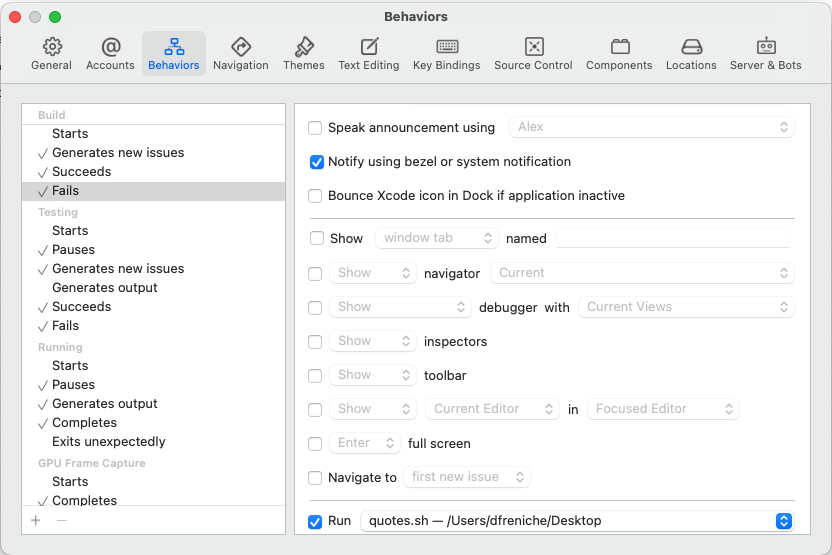 Behaviors
General Accounts Behaviors Navigation Themes Text Editing Key Bindings Source Control Components Locations Server & Bots
Build
Starts
Generates new issues
Succeeds
Fails
Testing
Starts
Pauses
Generates new issues
Generates output
Succeeds
Fails
Running
Starts
Pauses
Generates output
Completes
Exits unexpectedly
GPU Frame Capture
Starts
Completes
Speak announcement using Alex
Notify using bezel or system notification
Bounce Xcode icon in Dock if application inactive
Show window tab named
Show navigator Current
Show debugger with Current Views
Show inspectors
Show toolbar
Show Current Editor in Focused Editor
Enter full screen
Navigate to first new issue
Run quotes.sh — /Users/dfreniche/Desktop